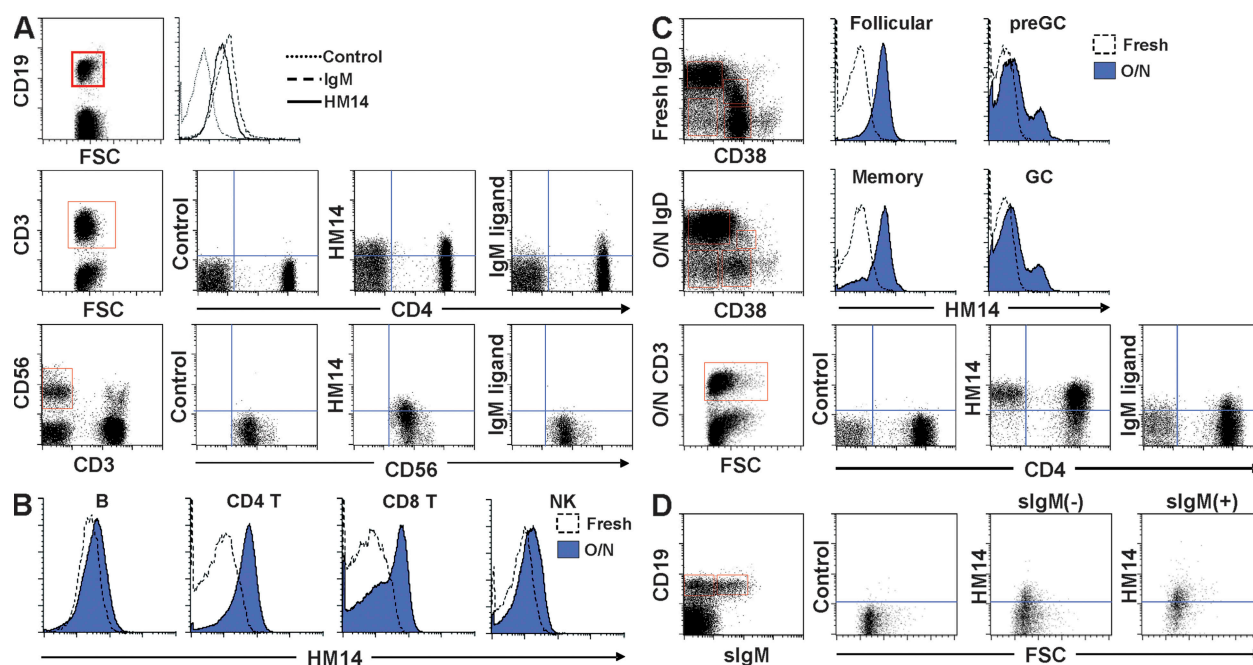 A
CD19
FSC
Control
IgM
HM14
CD3
FSC
Control
HM14
IgM ligand
CD4
CD56
CD3
Control
HM14
IgM ligand
CD56
B
B
CD4 T
CD8 T
NK
Fresh
O/N
HM14
C
Fresh IgD
CD38
Follicular
preGC
Fresh
O/N
O/N IgD
CD38
Memory
GC
HM14
O/N CD3
FSC
Control
HM14
IgM ligand
CD4
D
CD19
sIgM
Control
sIgM(-)
HM14
sIgM(+)
HM14
FSC